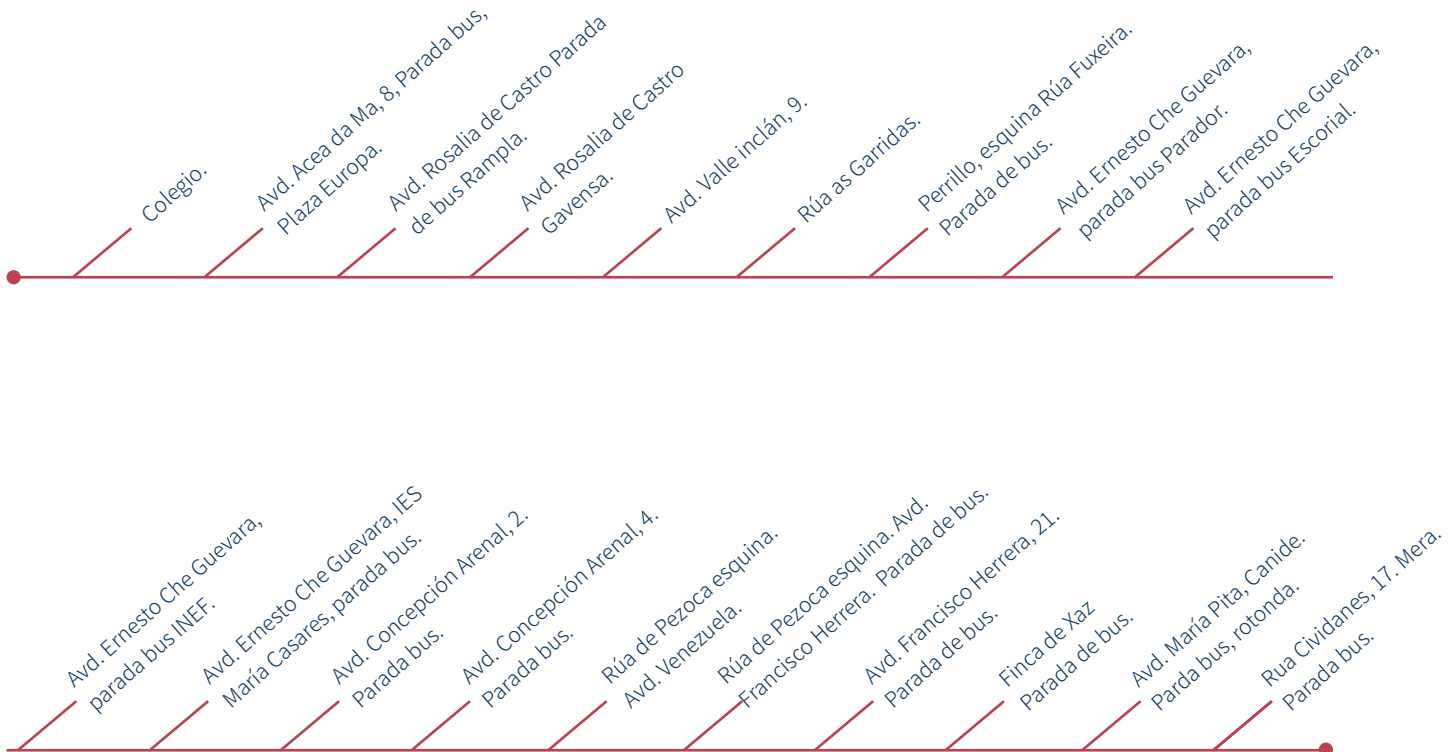 Colegio.
Avd. Acea da Ma, 8, Parada bus,
Plaza Europa.
Avd. Rosalia de Castro Parada
de bus Rampla.
Avd. Rosalia de Castro
Gavensa.
Avd. Valle inclán, 9.
Rúa as Garridas.
Perrillo, esquina Rúa Fuxeira.
Parada de bus.
Avd. Ernesto Che Guevara,
parada bus Parador.
Avd. Ernesto Che Guevara,
parada bus Escorial.
Avd. Ernesto Che Guevara,
parada bus INEF.
Avd. Ernesto Che Guevara, IES
María Casares, parada bus.
Avd. Concepción Arenal, 2.
Parada bus.
Avd. Concepción Arenal, 4.
Parada bus.
Rúa de Pezoca esquina.
Avd. Venezuela.
Rúa de Pezoca esquina. Avd.
Francisco Herrera. Parada de bus.
Avd. Francisco Herrera, 21.
Parada de bus.
Finca de Xaz
Parada de bus.
Avd. María Pita, Canide.
Parda bus, rotonda.
Rua Cividanes, 17. Mera.
Parada bus.